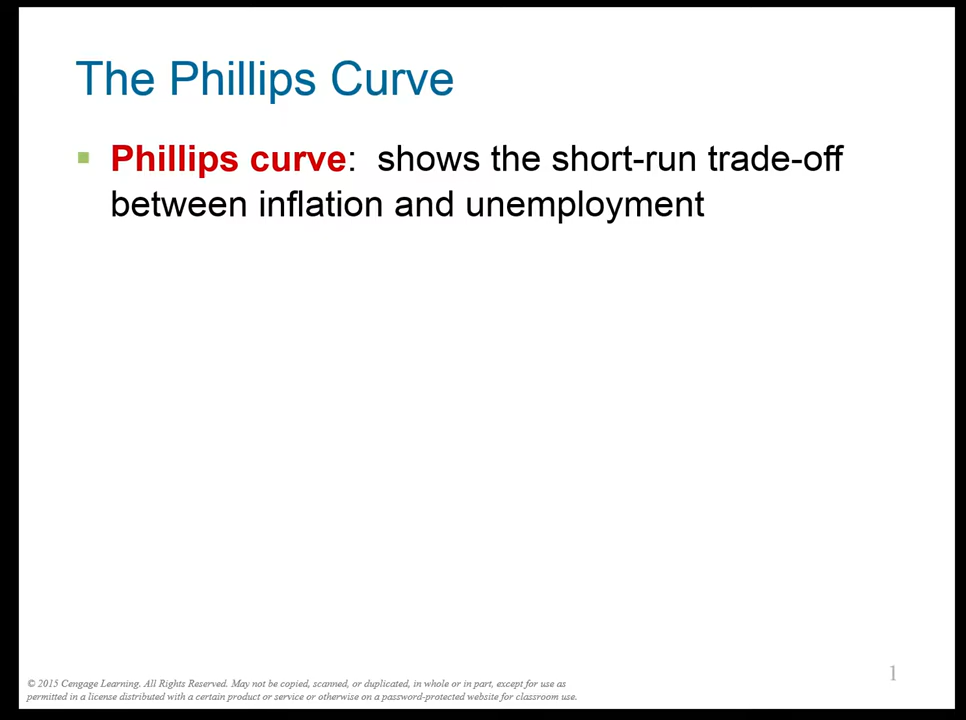 The Phillips Curve
▪ Phillips curve:  shows the short-run trade-off
between inflation and unemployment
1
© 2015 Cengage Learning. All Rights Reserved. May not be copied, scanned, or duplicated, in whole or in part, except for use as
permitted in a license distributed with a certain product or service or otherwise on a password-protected website for classroom use.